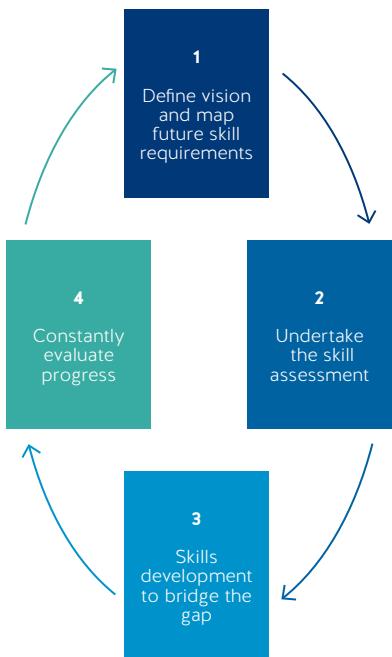 1
Define vision
and map
future skill
requirements
2
Undertake
the skill
assessment
3
Skills
development
to bridge the
gap
4
Constantly
evaluate
progress